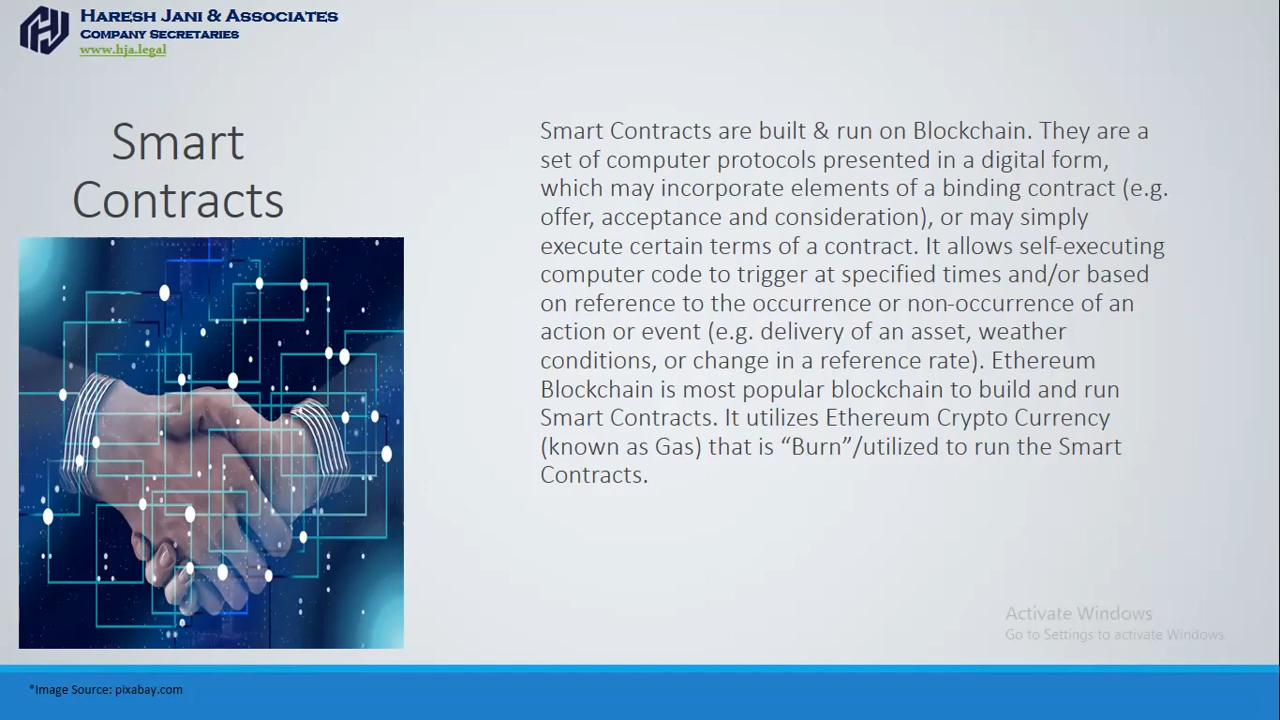 HARESH JANI & ASSOCIATES
COMPANY SECRETARIES
www.hja.legal
Smart
Contracts
Smart Contracts are built & run on Blockchain. They are a
set of computer protocols presented in a digital form,
which may incorporate elements of a binding contract (e.g.
offer, acceptance and consideration), or may simply
execute certain terms of a contract. It allows self-executing
computer code to trigger at specified times and/or based
on reference to the occurrence or non-occurrence of an
action or event (e.g. delivery of an asset, weather
conditions, or change in a reference rate). Ethereum
Blockchain is most popular blockchain to build and run
Smart Contracts. It utilizes Ethereum Crypto Currency
(known as Gas) that is “Burn”/utilized to run the Smart
Contracts.
Activate Windows
Go to Settings to activate Windows.
*Image Source: pixabay.com